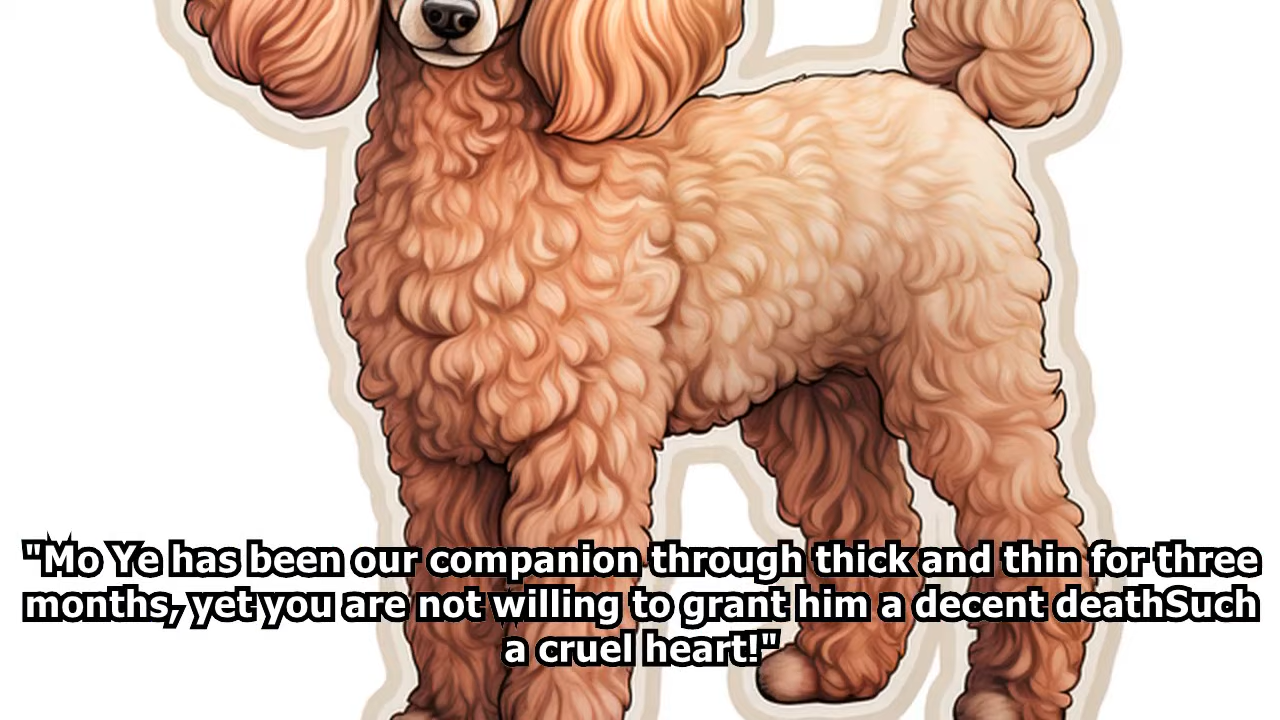 "Mo Ye has been our companion through thick and thin for three
months, yet you are not willing to grant him a decent deathSuch
a cruel heart!"